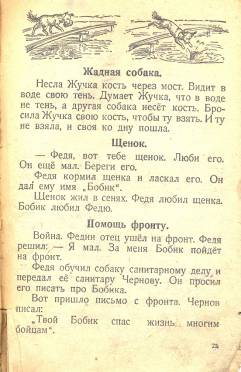 Жадная собака.
Несла Жучка кость через мост. Видит в
воде свою тень. Думает Жучка, что в воде
не тень, а другая собака несёт кость. Бро-
сила Жучка свою кость, чтобы ту взять. И ту
не взяла, и своя ко дну пошла.
Щенок.
— Федя, вот тебе щенок. Люби его.
Он ещё мал. Береги его.
Федя кормил щенка и ласкал его. Он
дал ему имя „Бобик“.
Щенок жил в сенях. Федя любил щенка.
Бобик любил Федю.
Помощь фронту.
Война. Федин отец ушёл на фронт. Федя
решил: — Я мал. За меня Бобик пойдёт
на фронт.
Федя обучил собаку санитарному делу, и
передал её санитару Чернову. Он просил
его писать про Бобика.
Вот пришло письмо с фронта. Чернов
писал:
„Твой Бобик спас жизнь многим
бойцам“.